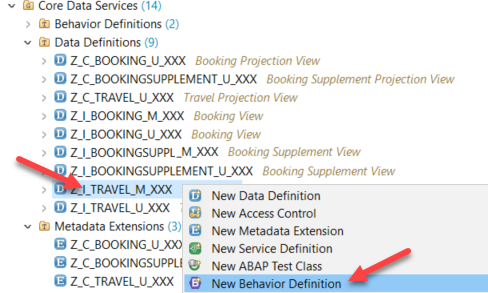 Core Data Services (14)
Behavior Definitions (2)
Data Definitions (9)
Z_C_BOOKING_U_XXX Booking Projection View
Z_C_BOOKINGSUPPLEMENT_U_XXX Booking Supplement Projection View
Z_C_TRAVEL_U_XXX Travel Projection View
Z_I_BOOKING_M_XXX Booking View
Z_I_BOOKING_U_XXX Booking View
Z_I_BOOKINGSUPPL_M_XXX Booking Supplement View
Z_I_BOOKINGSUPPLEMENT_U_XXX Booking Supplement View
Z_I_TRAVEL_M_XXX
Z_I_TRAVEL_U_XXX
Metadata Extensions (3)
Z_C_BOOKING_U_XX
Z_C_BOOKINGSUPPLE
Z_C_TRAVEL_U_XXX
New Data Definition
New Access Control
New Metadata Extension
New Service Definition
New ABAP Test Class
New Behavior Definition